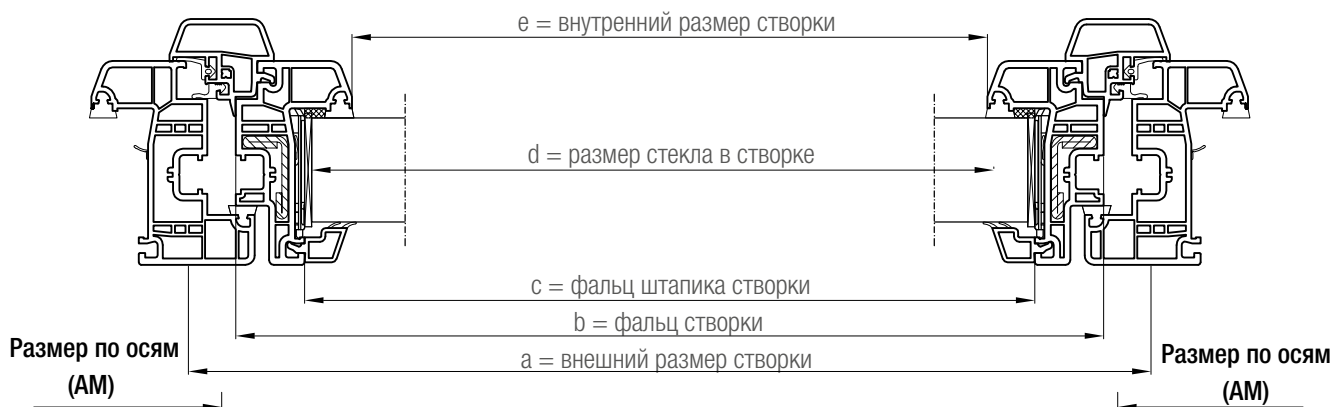 e = внутренний размер створки
d = размер стекла в створке
c = фальц штапика створки
b = фальц створки
a = внешний размер створки
Размер по осям
(AM)
Размер по осям
(AM)